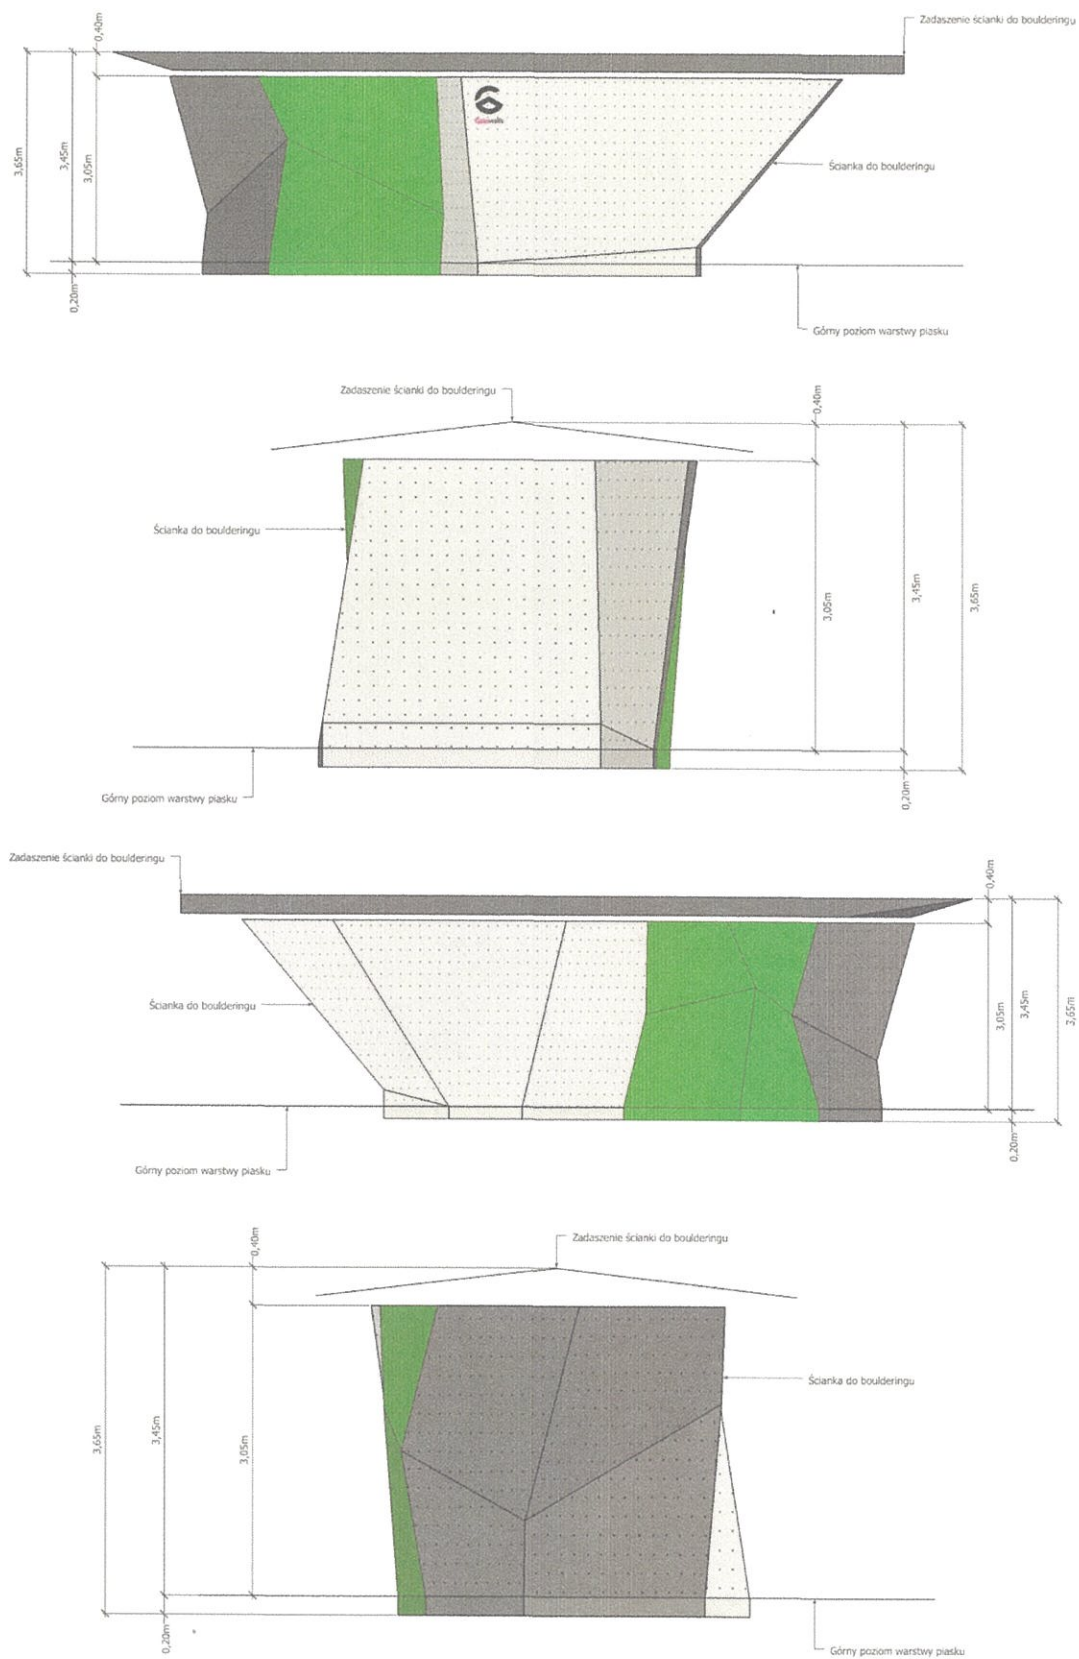 Zadaszenie ścianki do boulderingu
0,40m
3,65m
3,45m
3,05m
Ścianka do boulderingu
0,20m
Górny poziom warstwy piasku
Zadaszenie ścianki do boulderingu
0,40m
Ścianka do boulderingu
3,05m
3,45m
3,65m
Górny poziom warstwy piasku
0,20m
Zadaszenie ścianki do boulderingu
0,40m
Ścianka do boulderingu
3,05m
3,45m
3,65m
Górny poziom warstwy piasku
0,20m
Zadaszenie ścianki do boulderingu
0,40m
Ścianka do boulderingu
3,65m
3,45m
3,05m
0,20m
Górny poziom warstwy piasku